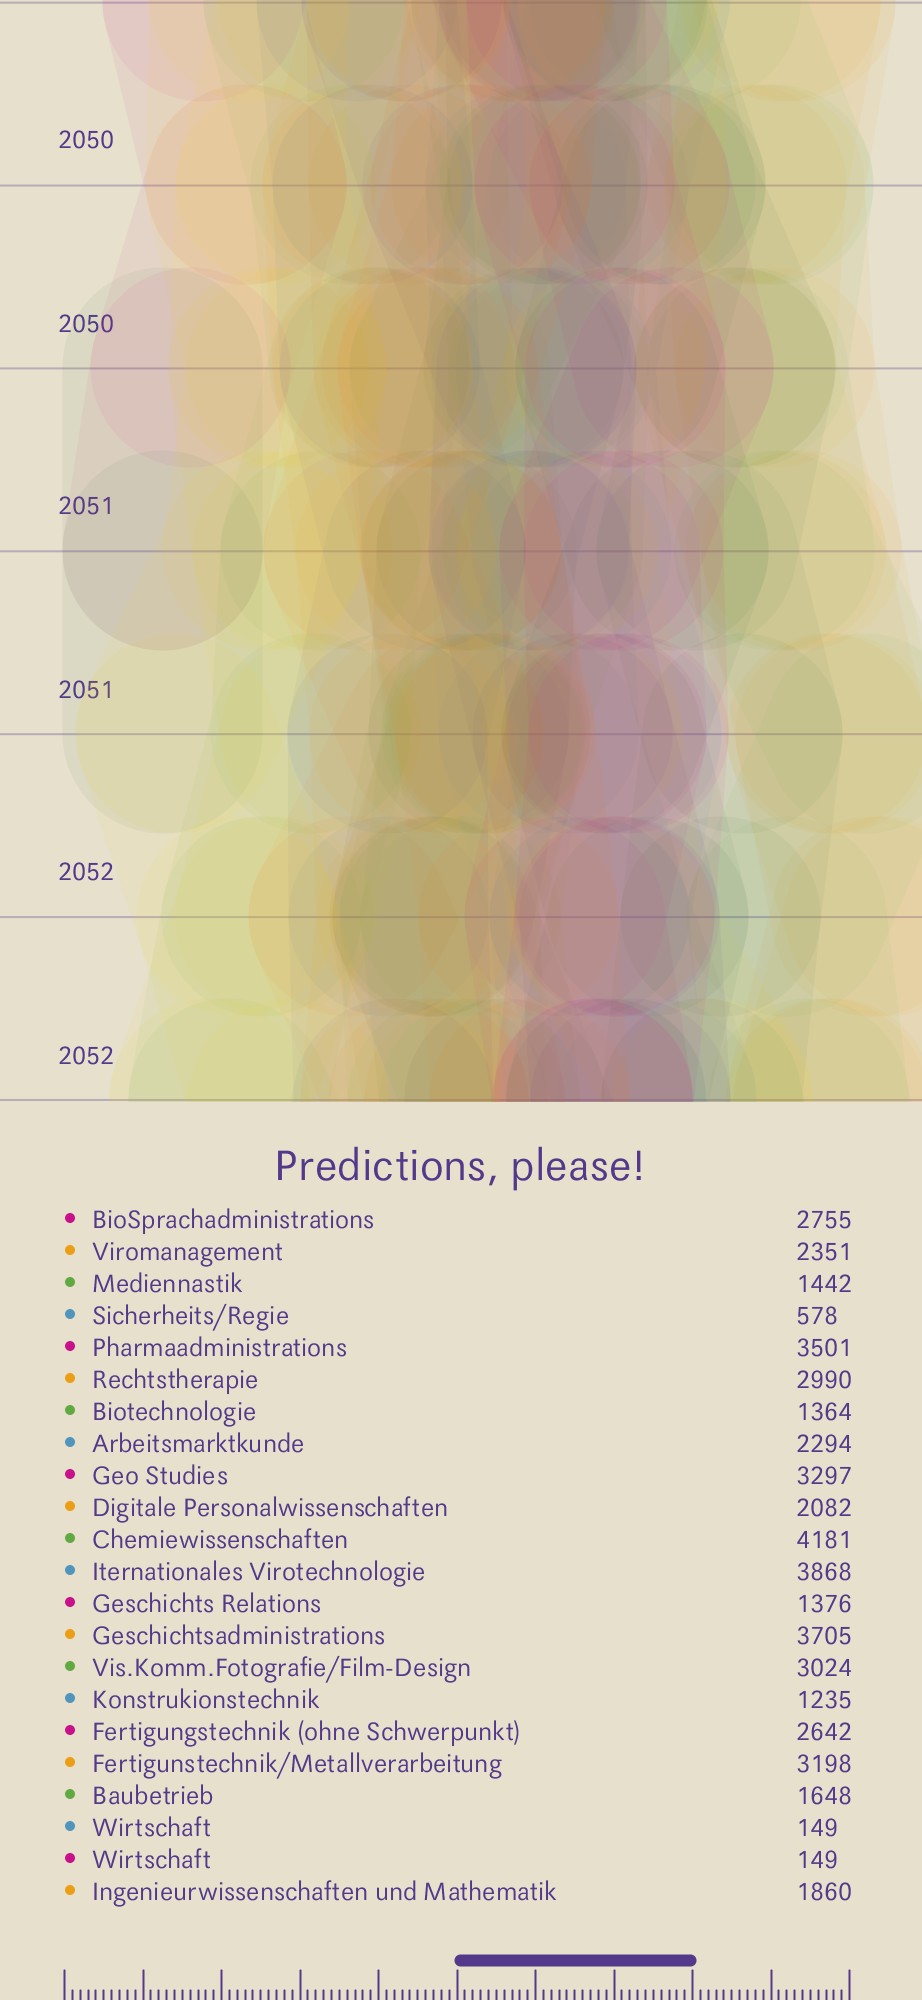 2050
2050
2051
2051
2052
2052
Predictions, please!
BioSprachadministrations 2755
Viromanagement 2351
Mediennastik 1442
Sicherheits/Regie 578
Pharmaadministrations 3501
Rechtstherapie 2990
Biotechnologie 1364
Arbeitsmarktkunde 2294
Geo Studies 3297
Digitale Personalwissenschaften 2082
Chemiewissenschaften 4181
Iternationales Virotechnologie 3868
Geschichts Relations 1376
Geschichtsadministrations 3705
Vis.Komm.Fotografie/Film-Design 3024
Konstrukionstechnik 1235
Fertigungstechnik (ohne Schwerpunkt) 2642
Fertigunstechnik/Metallverarbeitung 3198
Baubetrieb 1648
Wirtschaft 149
Wirtschaft 149
Ingenieurwissenschaften und Mathematik 1860